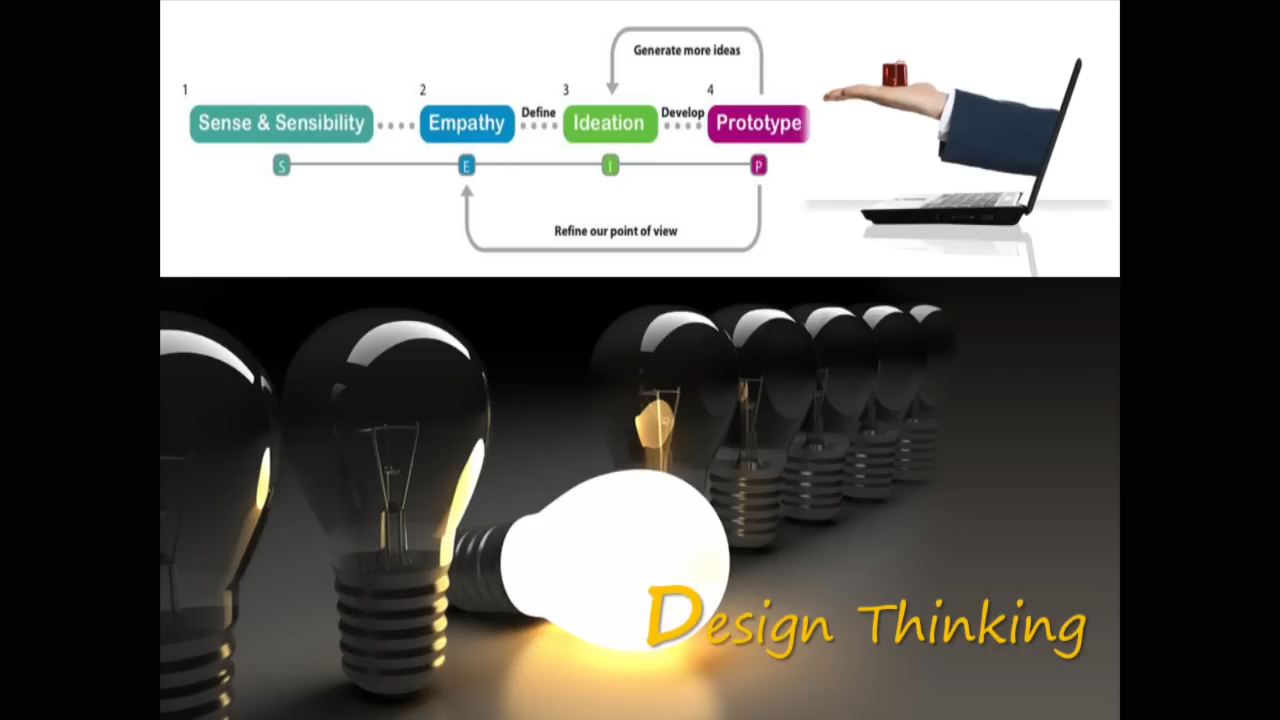 Generate more ideas
1 2 3 4
Sense & Sensibility Empathy Define Ideation Develop Prototype
S E I P
Refine our point of view
Design Thinking